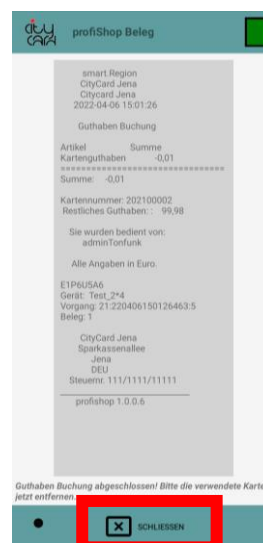 city
card
profiShop Beleg
smart.Region
CityCard Jena
Citycard Jena
2022-04-06 15:01:26
Guthaben Buchung
Artikel Summe
Kartenguthaben -0,01
================================
Summe: -0,01
Kartennummer: 202100002
Restliches Guthaben: : 99,98
Sie wurden bedient von:
adminTonfunk
Alle Angaben in Euro.
E1P6U5A6
Gerät: Test_2*4
Vorgang: 21:220406150126463:5
Beleg: 1
CityCard Jena
Sparkassenallee
Jena
DEU
Steuernr. 111/1111/11111
profishop 1.0.0.6
Guthaben Buchung abgeschlossen! Bitte die verwendete Karte
jetzt entfernen.
SCHLIESSEN